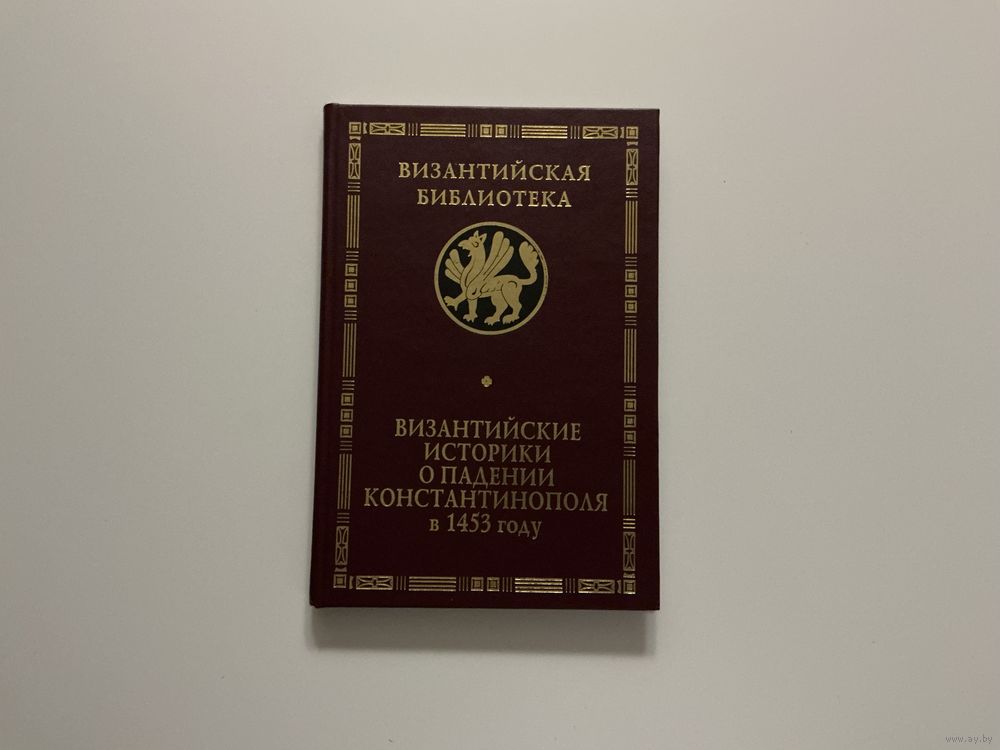 ВИЗАНТИЙСКАЯ
БИБЛИОТЕКА
ВИЗАНТИЙСКИЕ
ИСТОРИКИ
О ПАДЕНИИ
КОНСТАНТИНОПОЛЯ
в 1453 году
www.ay.by